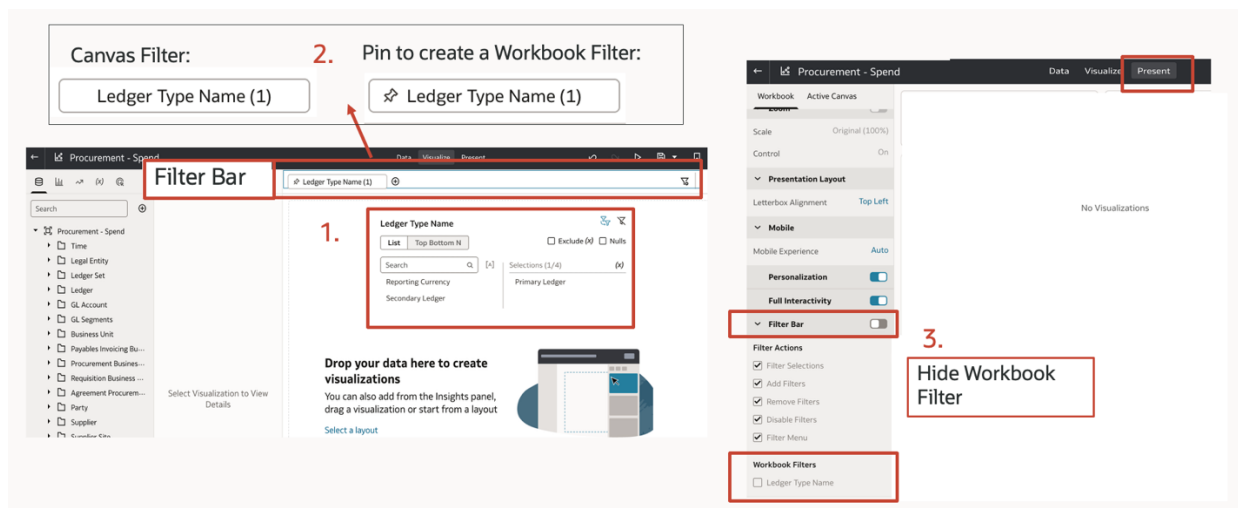 Canvas Filter:
2.
Pin to create a Workbook Filter:
Ledger Type Name (1)
Ledger Type Name (1)
Procurement - Spend
Data Visualize Present
Filter Bar
Ledger Type Name (1)
Search
Procurement - Spend
Time
Legal Entity
Ledger Set
Ledger
GL Account
GL Segments
Business Unit
Payables Invoicing Bu...
Procurement Busines...
Requisition Business ...
Agreement Procurem...
Party
Supplier
Supplier Site
Select Visualization to View
Details
1.
Ledger Type Name
List Top Bottom N
Exclude (x) Nulls
Search [A] Selections (1/4) (x)
Reporting Currency Primary Ledger
Secondary Ledger
Drop your data here to create
visualizations
You can also add from the Insights panel,
drag a visualization or start from a layout
Select a layout
Procurement - Spend
Data Visualize Present
Workbook Active Canvas
Zoom
Scale Original (100%)
Control On
Presentation Layout
Letterbox Alignment Top Left
Mobile
Mobile Experience Auto
Personalization
Full Interactivity
Filter Bar
Filter Actions
Filter Selections
Add Filters
Remove Filters
Disable Filters
Filter Menu
Workbook Filters
Ledger Type Name
No Visualizations
3.
Hide Workbook
Filter